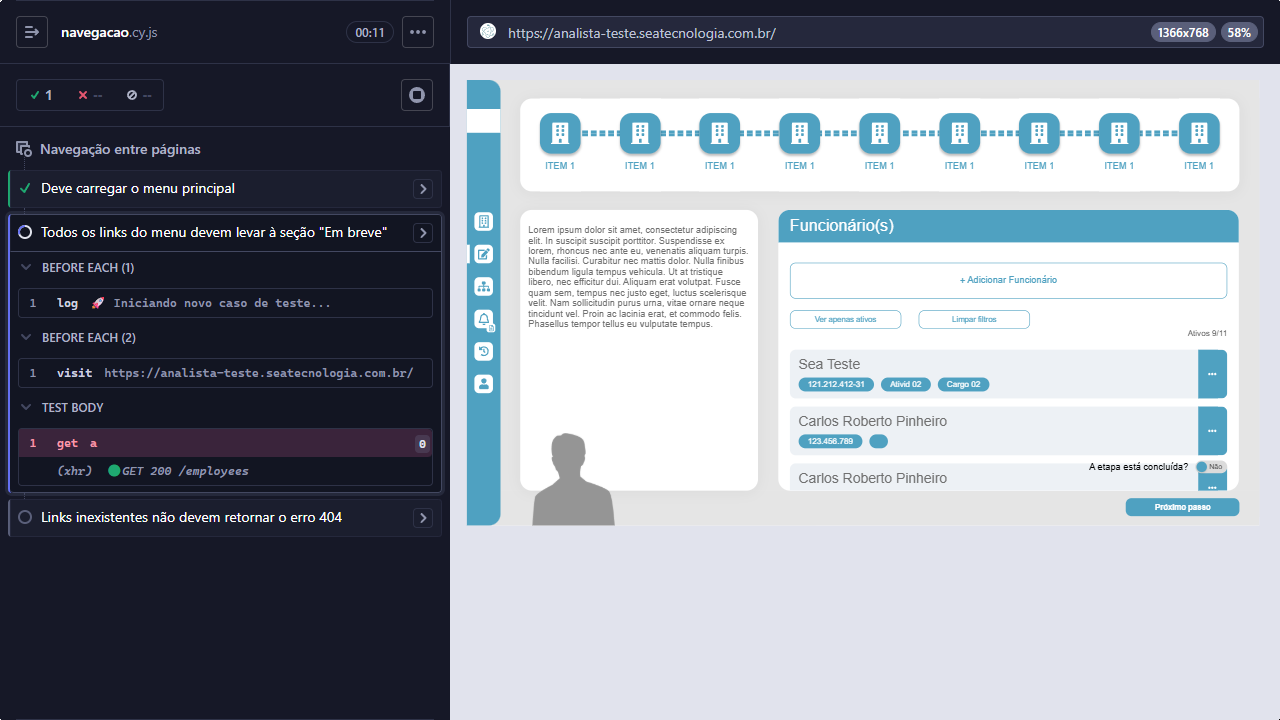 navegacao.cy.js
00:11
1
--
--
Navegação entre páginas
Deve carregar o menu principal
Todos os links do menu devem levar à seção "Em breve"
BEFORE EACH (1)
1 log 🚀 Iniciando novo caso de teste...
BEFORE EACH (2)
1 visit https://analista-teste.seatecnologia.com.br/
TEST BODY
1 get a 0
(xhr) GET 200 /employees
Links inexistentes não devem retornar o erro 404
https://analista-teste.seatecnologia.com.br/
1366x768
58%
ITEM 1 ITEM 1 ITEM 1 ITEM 1 ITEM 1 ITEM 1 ITEM 1 ITEM 1 ITEM 1
Lorem ipsum dolor sit amet, consectetur adipiscing
elit. In suscipit suscipit porttitor. Suspendisse ex
lorem, rhoncus nec ante eu, venenatis aliquam turpis.
Nulla facilisi. Curabitur nec mattis dolor. Nulla finibus
bibendum ligula tempus vehicula. Ut at tristique
libero, nec efficitur dui. Aliquam erat volutpat. Fusce
quam sem, tempus nec justo eget, luctus scelerisque
velit. Nam sollicitudin purus urna, vitae ornare neque
tincidunt vel. Proin ac lacinia erat, et commodo felis.
Phasellus tempor tellus eu vulputate tempus.
Funcionário(s)
+ Adicionar Funcionário
Ver apenas ativos
Limpar filtros
Ativos 9/11
Sea Teste
121.212.412-31 Ativid 02 Cargo 02
...
Carlos Roberto Pinheiro
123.456.789
...
A etapa está concluída? Não
Carlos Roberto Pinheiro
...
Próximo passo